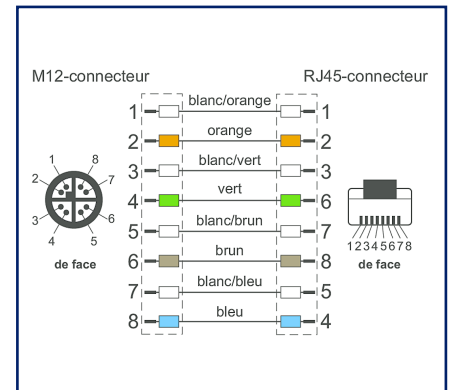 M12-connecteur RJ45-connecteur
1 blanc/orange 1
2 orange 2
3 blanc/vert 3
4 vert 6
5 blanc/brun 7
6 brun 8
7 blanc/bleu 5
8 bleu 4
1 8
2 7
3 6
4 5
de face
12345678
de face